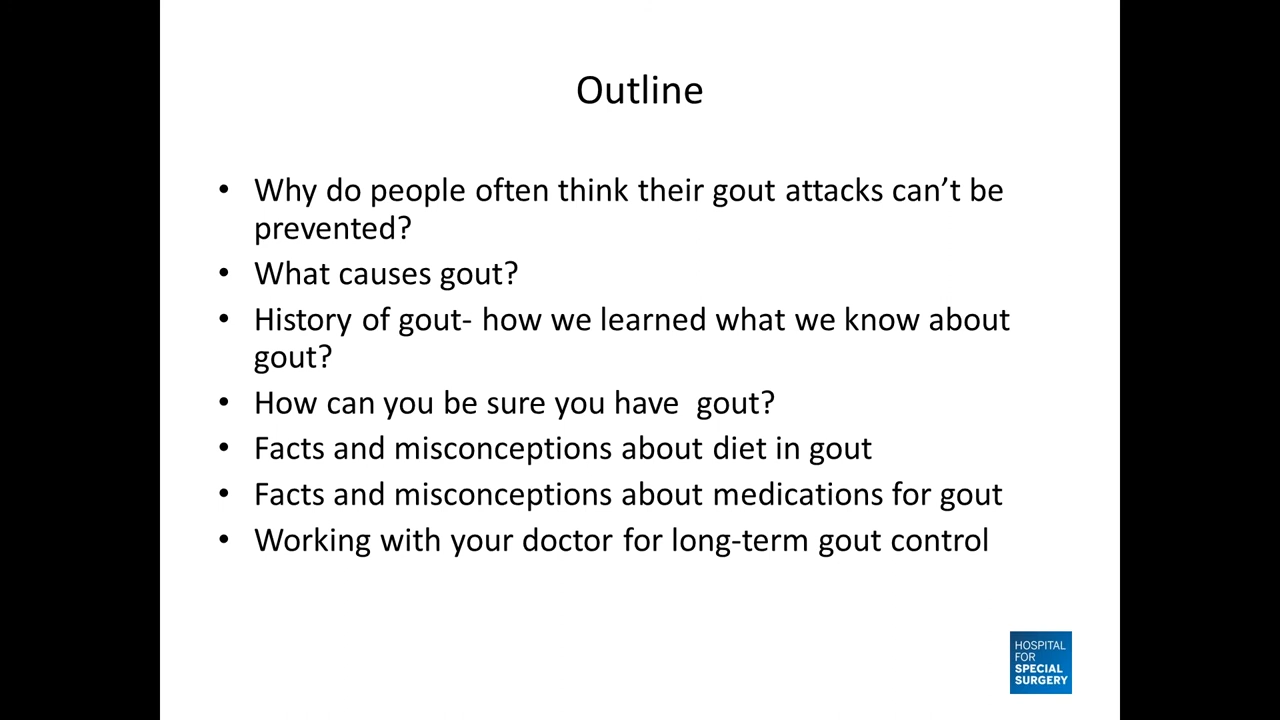 Outline
• Why do people often think their gout attacks can’t be
prevented?
• What causes gout?
• History of gout- how we learned what we know about
gout?
• How can you be sure you have  gout?
• Facts and misconceptions about diet in gout
• Facts and misconceptions about medications for gout
• Working with your doctor for long-term gout control
HOSPITAL
FOR
SPECIAL
SURGERY